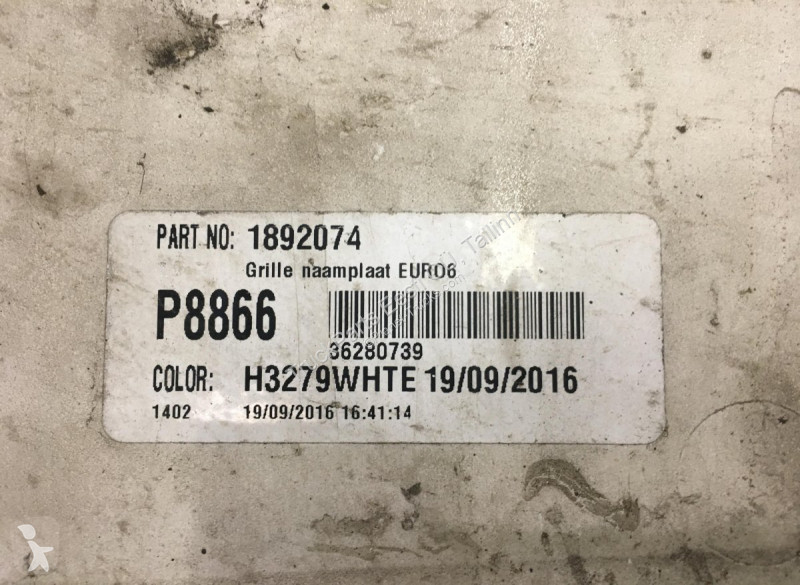 PART NO: 1892074
Grille naamplaat EURO6
P8866
36280739
COLOR: H3279WHTE 19/09/2016
1402 19/09/2016 16:41:14